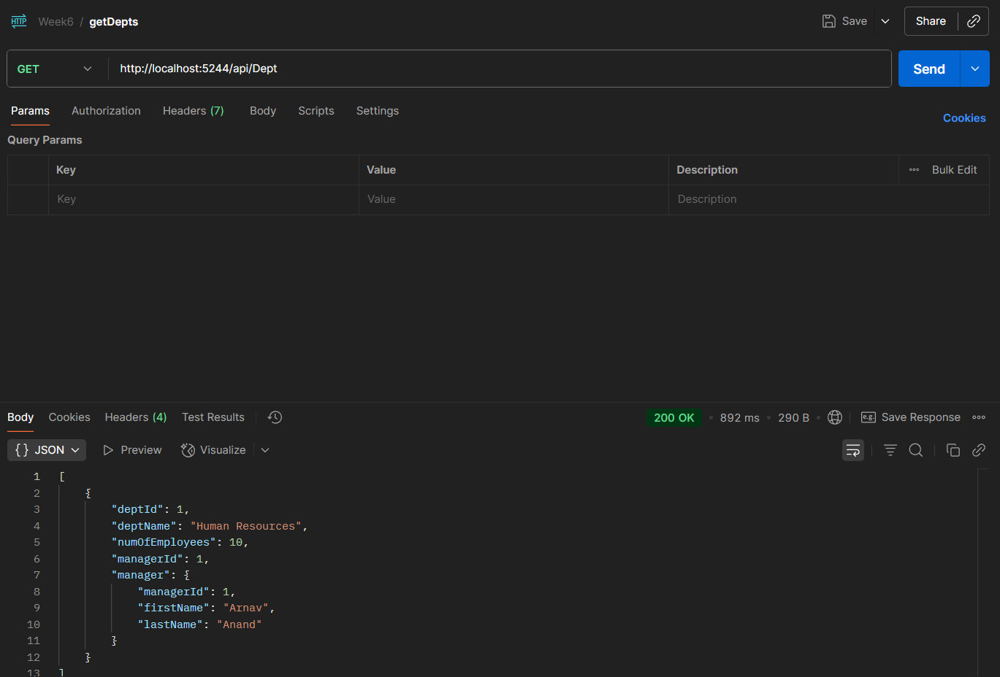 HTTP Week6 / getDepts Save Share
GET http://localhost:5244/api/Dept Send
Params Authorization Headers (7) Body Scripts Settings Cookies
Query Params
Key Value Description Bulk Edit
Key Value Description
Body Cookies Headers (4) Test Results 200 OK 892 ms 290 B e.g. Save Response
{} JSON Preview Visualize
1 [
2 {
3 "deptId": 1,
4 "deptName": "Human Resources",
5 "numOfEmployees": 10,
6 "managerId": 1,
7 "manager": {
8 "managerId": 1,
9 "firstName": "Arnav",
10 "lastName": "Anand"
11 }
12 }
13 ]